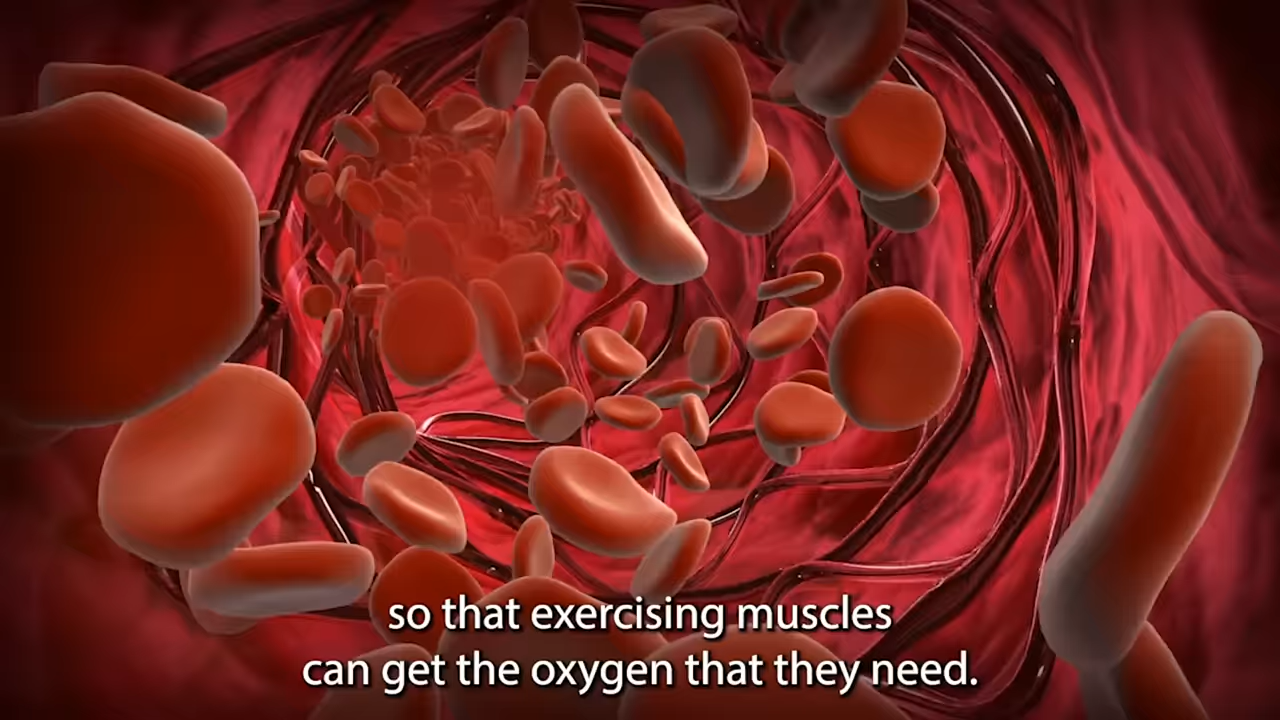 so that exercising muscles
can get the oxygen that they need.